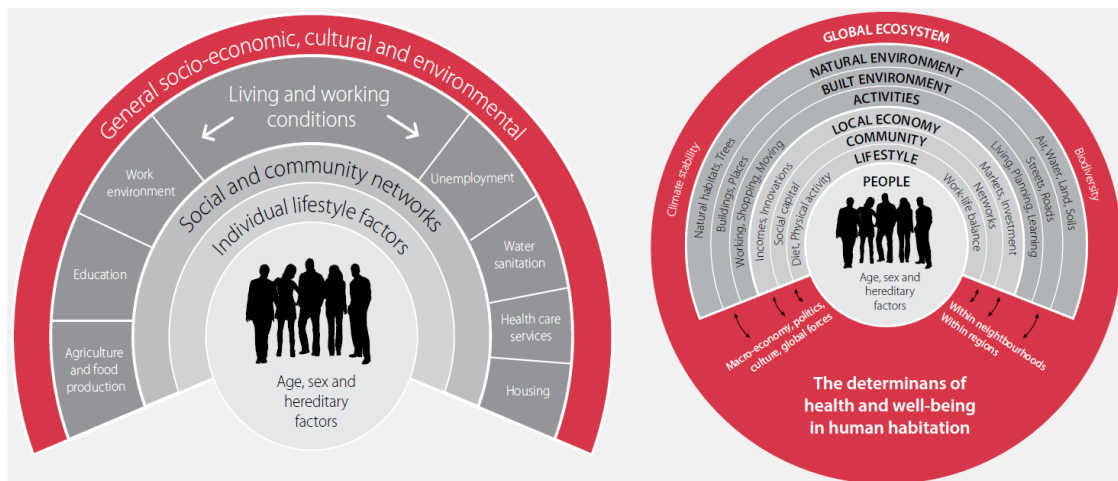 General socio-economic, cultural and environmental
Living and working
conditions
Work
environment
Unemployment
Education
Water
sanitation
Agriculture
and food
production
Health care
services
Housing
Social and community networks
Individual lifestyle factors
Age, sex and
hereditary
factors
GLOBAL ECOSYSTEM
NATURAL ENVIRONMENT
BUILT ENVIRONMENT
ACTIVITIES
LOCAL ECONOMY
COMMUNITY
LIFESTYLE
PEOPLE
Climate stability
Natural habitats, Trees
Buildings, Places
Working, Shopping, Moving
Incomes, Innovations
Social capital
Diet, Physical activity
Work-life balance
Networks
Markets, Investment
Living, Planning, Learning
Streets, Roads
Air, Water, Land, Soils
Biodiversity
Age, sex and
hereditary
factors
Macro-economy, politics,
culture, global forces
Within neighbourhoods
Within regions
The determinans of
health and well-being
in human habitation